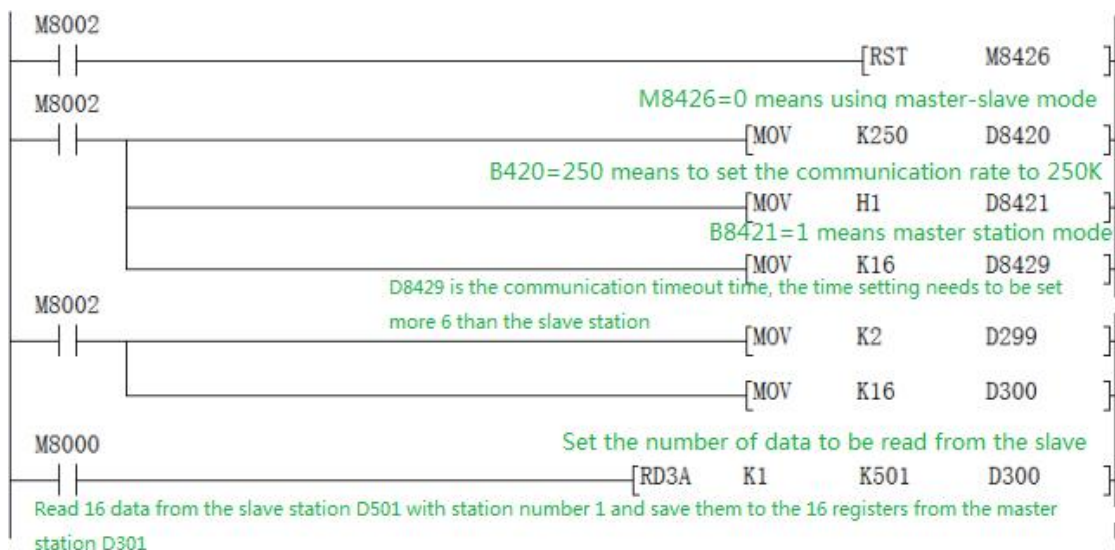 M8002
[RST M8426 ]
M8002
M8426=0 means using master-slave mode
[MOV K250 D8420 ]
B420=250 means to set the communication rate to 250K
[MOV H1 D8421 ]
B8421=1 means master station mode
[MOV K16 D8429 ]
D8429 is the communication timeout time, the time setting needs to be set
M8002
more 6 than the slave station
[MOV K2 D299 ]
[MOV K16 D300 ]
M8000
Set the number of data to be read from the slave
[RD3A K1 K501 D300 ]
Read 16 data from the slave station D501 with station number 1 and save them to the 16 registers from the master
station D301